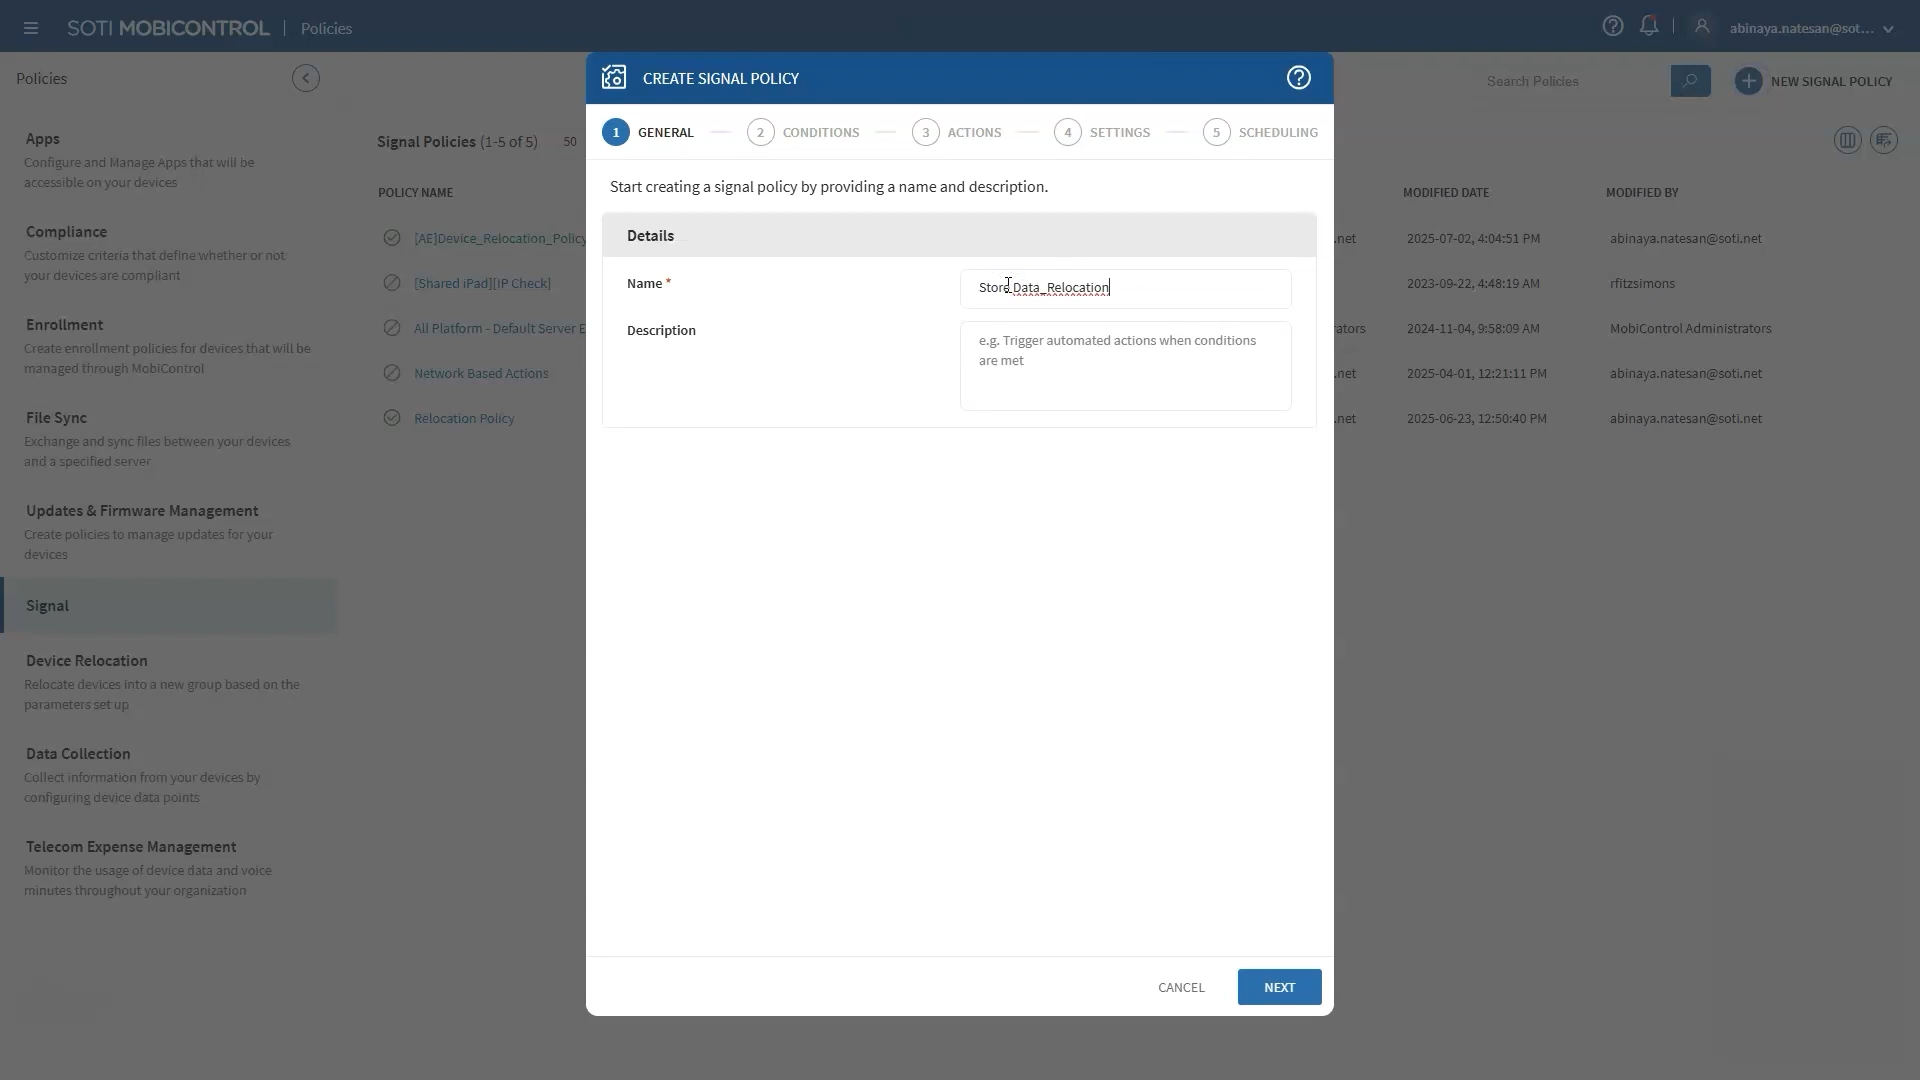 SOTI MOBICONTROL | Policies
abinaya.natesan@sot...
Policies
CREATE SIGNAL POLICY
Search Policies
NEW SIGNAL POLICY
1 GENERAL
2 CONDITIONS
3 ACTIONS
4 SETTINGS
5 SCHEDULING
Apps
Configure and Manage Apps that will be
accessible on your devices
Compliance
Customize criteria that define whether or not
your devices are compliant
Enrollment
Create enrollment policies for devices that will be
managed through MobiControl
File Sync
Exchange and sync files between your devices
and a specified server
Updates & Firmware Management
Create policies to manage updates for your
devices
Signal
Device Relocation
Relocate devices into a new group based on the
parameters set up
Data Collection
Collect information from your devices by
configuring device data points
Telecom Expense Management
Monitor the usage of device data and voice
minutes throughout your organization
Signal Policies (1-5 of 5) 50
POLICY NAME
[AE]Device_Relocation_Policy
[Shared iPad][IP Check]
All Platform - Default Server E
Network Based Actions
Relocation Policy
Start creating a signal policy by providing a name and description.
Details
Name *
Store Data_Relocation
Description
e.g. Trigger automated actions when conditions
are met
CANCEL
NEXT
MODIFIED DATE MODIFIED BY
.net 2025-07-02, 4:04:51 PM abinaya.natesan@soti.net
2023-09-22, 4:48:19 AM rfitzsimons
rators 2024-11-04, 9:58:09 AM MobiControl Administrators
.net 2025-04-01, 12:21:11 PM abinaya.natesan@soti.net
.net 2025-06-23, 12:50:40 PM abinaya.natesan@soti.net